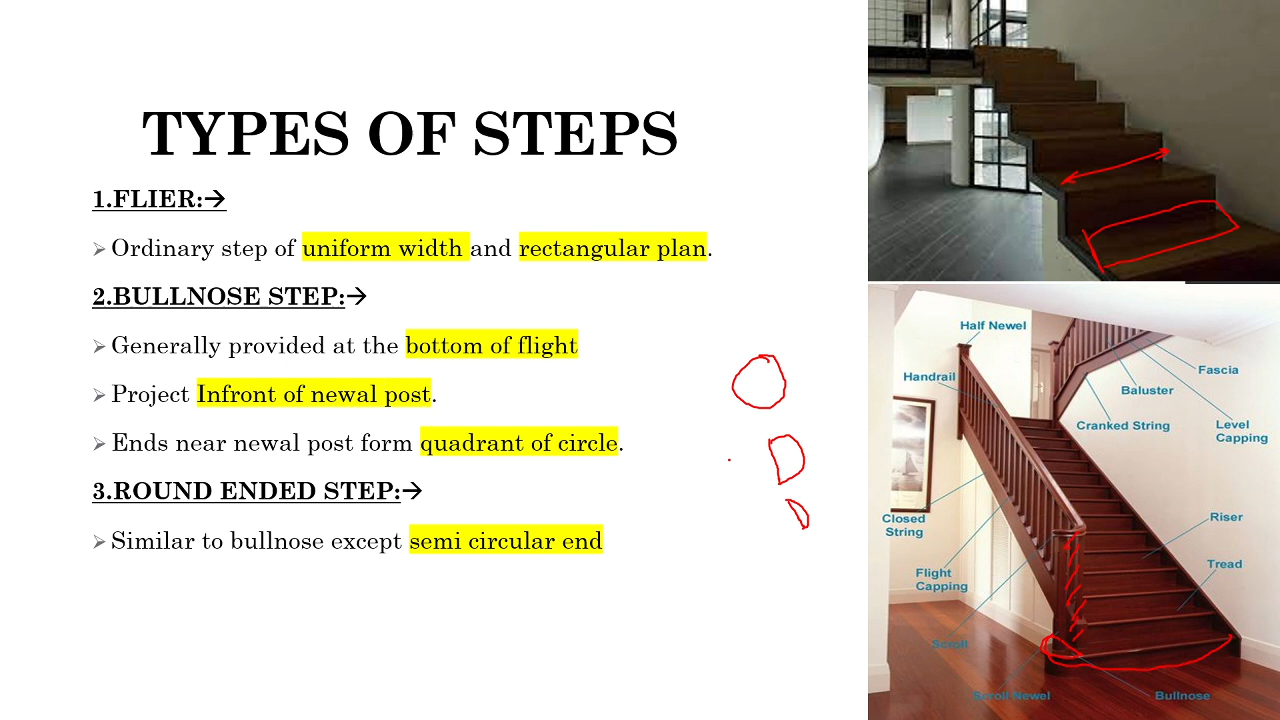 TYPES OF STEPS
1.FLIER:→
➢ Ordinary step of uniform width and rectangular plan.
2.BULLNOSE STEP:→
➢ Generally provided at the bottom of flight
➢ Project Infront of newal post.
➢ Ends near newal post form quadrant of circle.
3.ROUND ENDED STEP:→
➢ Similar to bullnose except semi circular end
Half Newel
Handrail
Fascia
Baluster
Cranked String
Level
Capping
Closed
String
Riser
Flight
Capping
Tread
Scroll
Scroll Newel
Bullnose